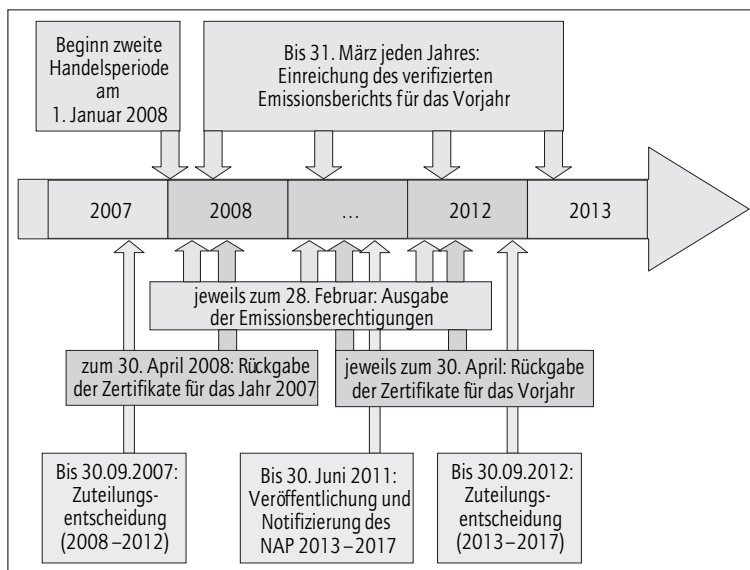 Beginn zweite
Handelsperiode
am
1. Januar 2008
Bis 31. März jeden Jahres:
Einreichung des verifizierten
Emissionsberichts für das Vorjahr
2007
2008
...
2012
2013
jeweils zum 28. Februar: Ausgabe
der Emissionsberechtigungen
zum 30. April 2008: Rückgabe
der Zertifikate für das Jahr 2007
jeweils zum 30. April: Rückgabe
der Zertifikate für das Vorjahr
Bis 30.09.2007:
Zuteilungs-
entscheidung
(2008–2012)
Bis 30. Juni 2011:
Veröffentlichung und
Notifizierung des
NAP 2013–2017
Bis 30.09.2012:
Zuteilungs-
entscheidung
(2013–2017)